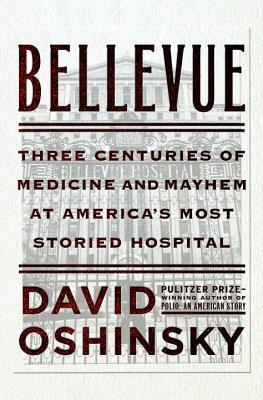 BELLEVUE
THREE CENTURIES OF
MEDICINE AND MAYHEM
AT AMERICA'S MOST
STORIED HOSPITAL
DAVID
OSHINSKY
PULITZER PRIZE–
WINNING AUTHOR OF
POLIO: AN AMERICAN STORY
BELLEVUE HOSPITAL